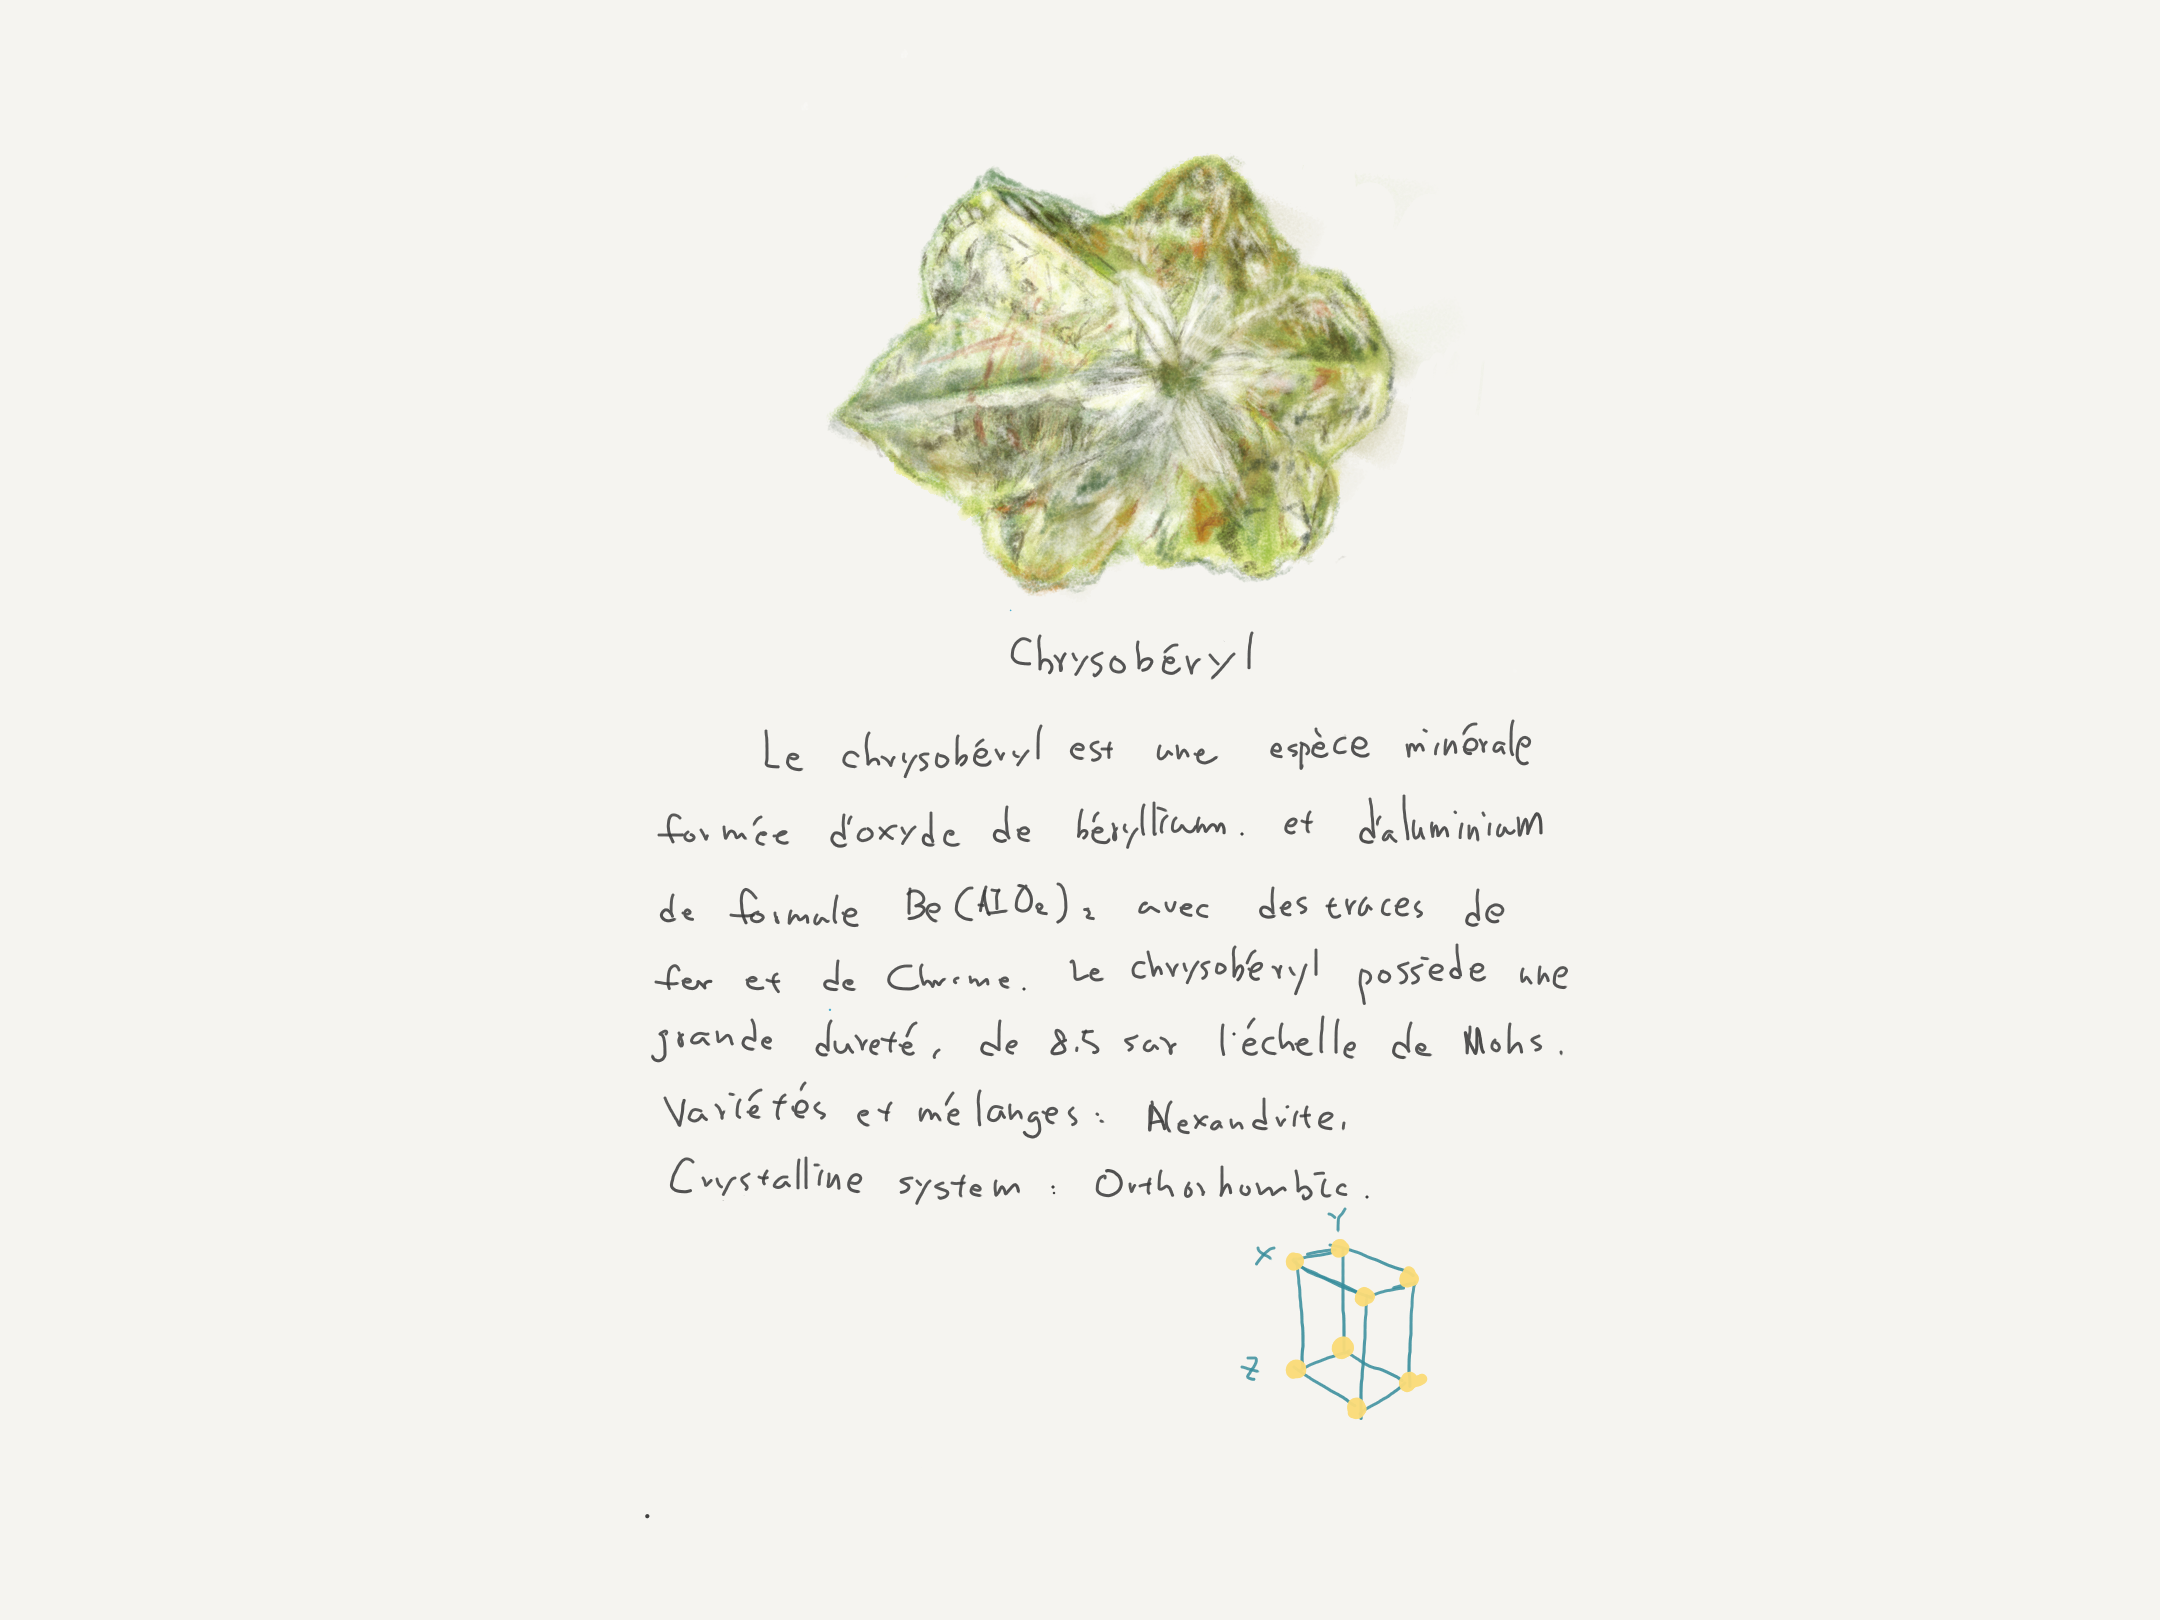 Chrysobéryl
Le chrysobéryl est une espèce minérale
formée d'oxyde de béryllium. et d'aluminium
de formule Be(AlO₂)₂ avec des traces de
fer et de Chrome. Le chrysobéryl possède une
grande dureté, de 8.5 sur l'échelle de Mohs.
Variétés et mélanges: Alexandrite,
Crystalline system : Orthorhombic.
Y
X
Z